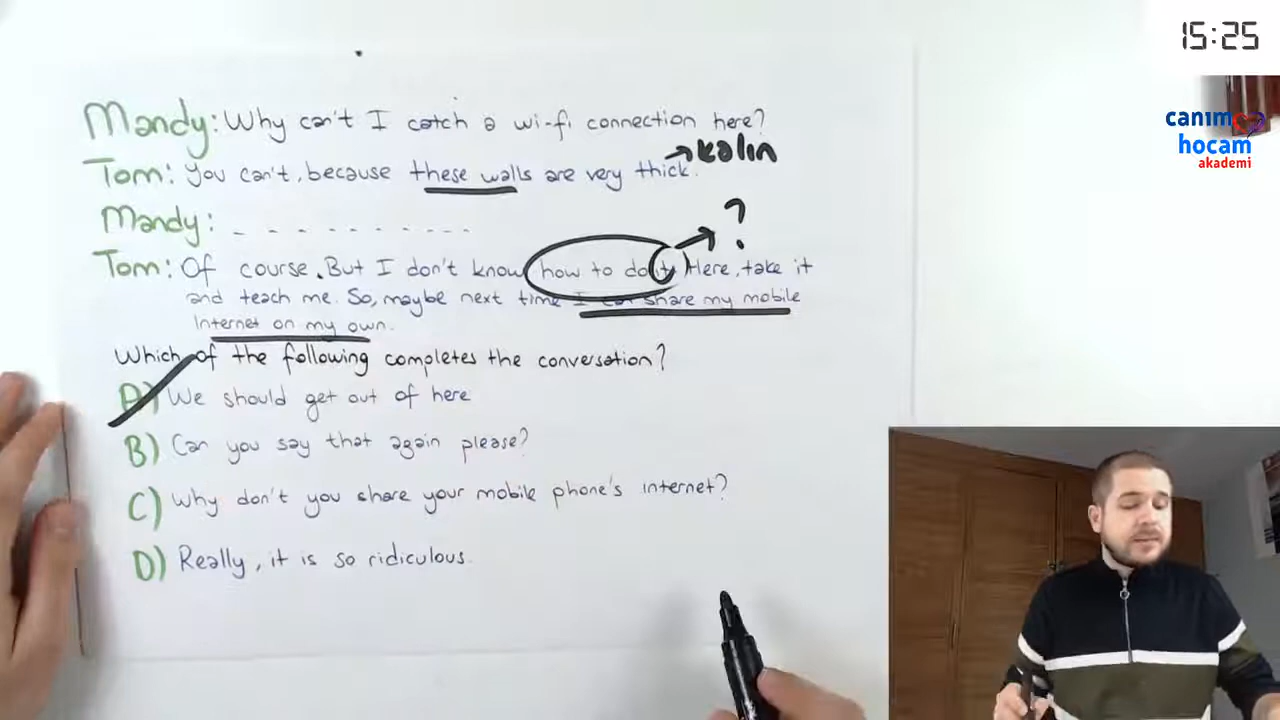 15:25
canım
hocam
akademi
Mandy: Why can't I catch a wi-fi connection here?
→kalın
Tom: You can't, because these walls are very thick.
?
Mandy: _ _ _ _ _ _ _ _ _ _
Tom: Of course. But I don't know how to do it. Here, take it
and teach me. So, maybe next time I can share my mobile
Internet on my own.
Which of the following completes the conversation?
A) We should get out of here
B) Can you say that again please?
C) Why don't you share your mobile phone's internet?
D) Really, it is so ridiculous.